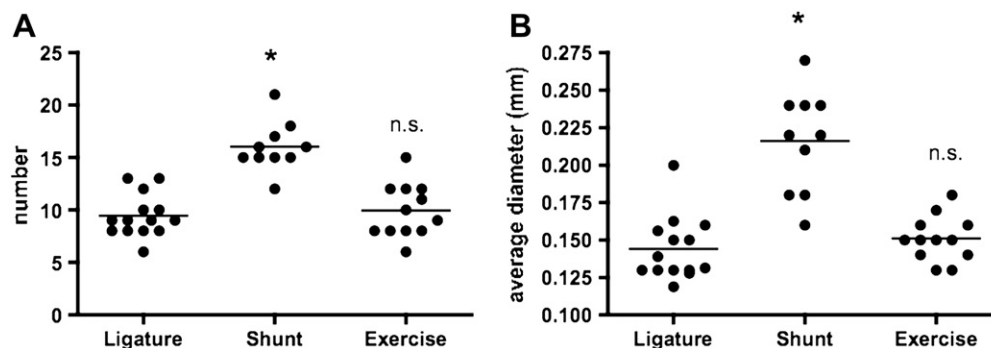 A
number
25
20
15
10
5
0
*
n.s.
Ligature Shunt Exercise
B
average diameter (mm)
0.275
0.250
0.225
0.200
0.175
0.150
0.125
0.100
*
n.s.
Ligature Shunt Exercise